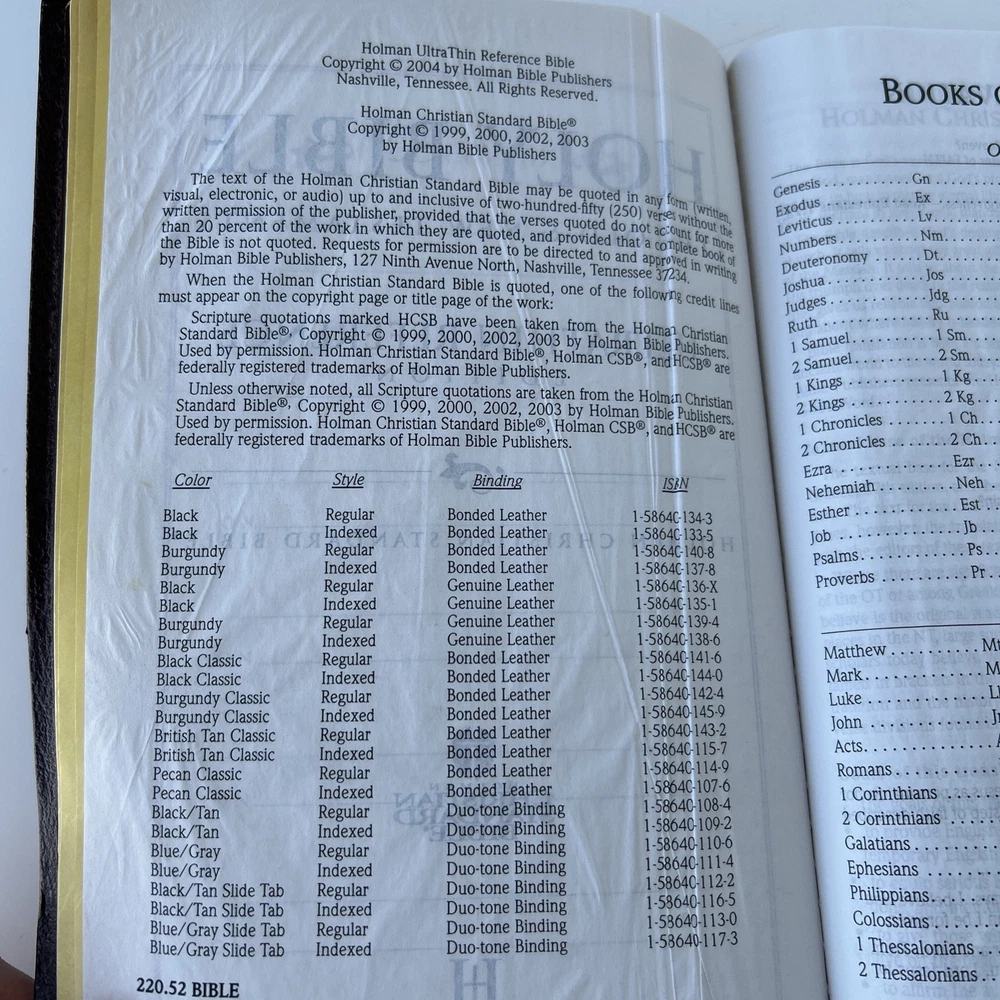 Holman UltraThin Reference Bible
Copyright © 2004 by Holman Bible Publishers
Nashville, Tennessee. All Rights Reserved.
Holman Christian Standard Bible®
Copyright © 1999, 2000, 2002, 2003
by Holman Bible Publishers
The text of the Holman Christian Standard Bible may be quoted in any form (written,
visual, electronic, or audio) up to and inclusive of two-hundred-fifty (250) verses without the
written permission of the publisher, provided that the verses quoted do not account for more
than 20 percent of the work in which they are quoted, and provided that a complete book of
the Bible is not quoted. Requests for permission are to be directed to and approved in writing
by Holman Bible Publishers, 127 Ninth Avenue North, Nashville, Tennessee 37234.
When the Holman Christian Standard Bible is quoted, one of the following credit lines
must appear on the copyright page or title page of the work:
Scripture quotations marked HCSB have been taken from the Holman Christian
Standard Bible®, Copyright © 1999, 2000, 2002, 2003 by Holman Bible Publishers.
Used by permission. Holman Christian Standard Bible®, Holman CSB®, and HCSB® are
federally registered trademarks of Holman Bible Publishers.
Unless otherwise noted, all Scripture quotations are taken from the Holman Christian
Standard Bible®, Copyright © 1999, 2000, 2002, 2003 by Holman Bible Publishers.
Used by permission. Holman Christian Standard Bible®, Holman CSB®, and HCSB® are
federally registered trademarks of Holman Bible Publishers.
Color Style Binding ISBN
Black Regular Bonded Leather 1-58640-134-3
Black Indexed Bonded Leather 1-58640-133-5
Burgundy Regular Bonded Leather 1-58640-140-8
Burgundy Indexed Bonded Leather 1-58640-137-8
Black Regular Genuine Leather 1-58640-136-X
Black Indexed Genuine Leather 1-58640-135-1
Burgundy Regular Genuine Leather 1-58640-139-4
Burgundy Indexed Genuine Leather 1-58640-138-6
Black Classic Regular Bonded Leather 1-58640-141-6
Black Classic Indexed Bonded Leather 1-58640-144-0
Burgundy Classic Regular Bonded Leather 1-58640-142-4
Burgundy Classic Indexed Bonded Leather 1-58640-145-9
British Tan Classic Regular Bonded Leather 1-58640-143-2
British Tan Classic Indexed Bonded Leather 1-58640-115-7
Pecan Classic Regular Bonded Leather 1-58640-114-9
Pecan Classic Indexed Bonded Leather 1-58640-107-6
Black/Tan Regular Duo-tone Binding 1-58640-108-4
Black/Tan Indexed Duo-tone Binding 1-58640-109-2
Blue/Gray Regular Duo-tone Binding 1-58640-110-6
Blue/Gray Indexed Duo-tone Binding 1-58640-111-4
Black/Tan Slide Tab Regular Duo-tone Binding 1-58640-112-2
Black/Tan Slide Tab Indexed Duo-tone Binding 1-58640-116-5
Blue/Gray Slide Tab Regular Duo-tone Binding 1-58640-113-0
Blue/Gray Slide Tab Indexed Duo-tone Binding 1-58640-117-3
220.52 BIBLE
BOOKS
Genesis . . . . . . . . Gn
Exodus . . . . . . . . Ex
Leviticus . . . . . . . . Lv
Numbers . . . . . . . . Nm
Deuteronomy . . . . . . Dt
Joshua . . . . . . . . Jos
Judges . . . . . . . . Jdg
Ruth . . . . . . . . Ru
1 Samuel . . . . . . . . 1 Sm
2 Samuel . . . . . . . . 2 Sm
1 Kings . . . . . . . . 1 Kg
2 Kings . . . . . . . . 2 Kg
1 Chronicles . . . . . . 1 Ch
2 Chronicles . . . . . . 2 Ch
Ezra . . . . . . . . Ezr
Nehemiah . . . . . . . . Neh
Esther . . . . . . . . Est
Job . . . . . . . . Jb
Psalms . . . . . . . . Ps
Proverbs . . . . . . . . Pr
Matthew . . . . . . . .
Mark . . . . . . . .
Luke . . . . . . . .
John . . . . . . . .
Acts . . . . . . . .
Romans . . . . . . . .
1 Corinthians . . . . . .
2 Corinthians . . . . . .
Galatians . . . . . . . .
Ephesians . . . . . . . .
Philippians . . . . . . . .
Colossians . . . . . . . .
1 Thessalonians . . .
2 Thessalonians . . .